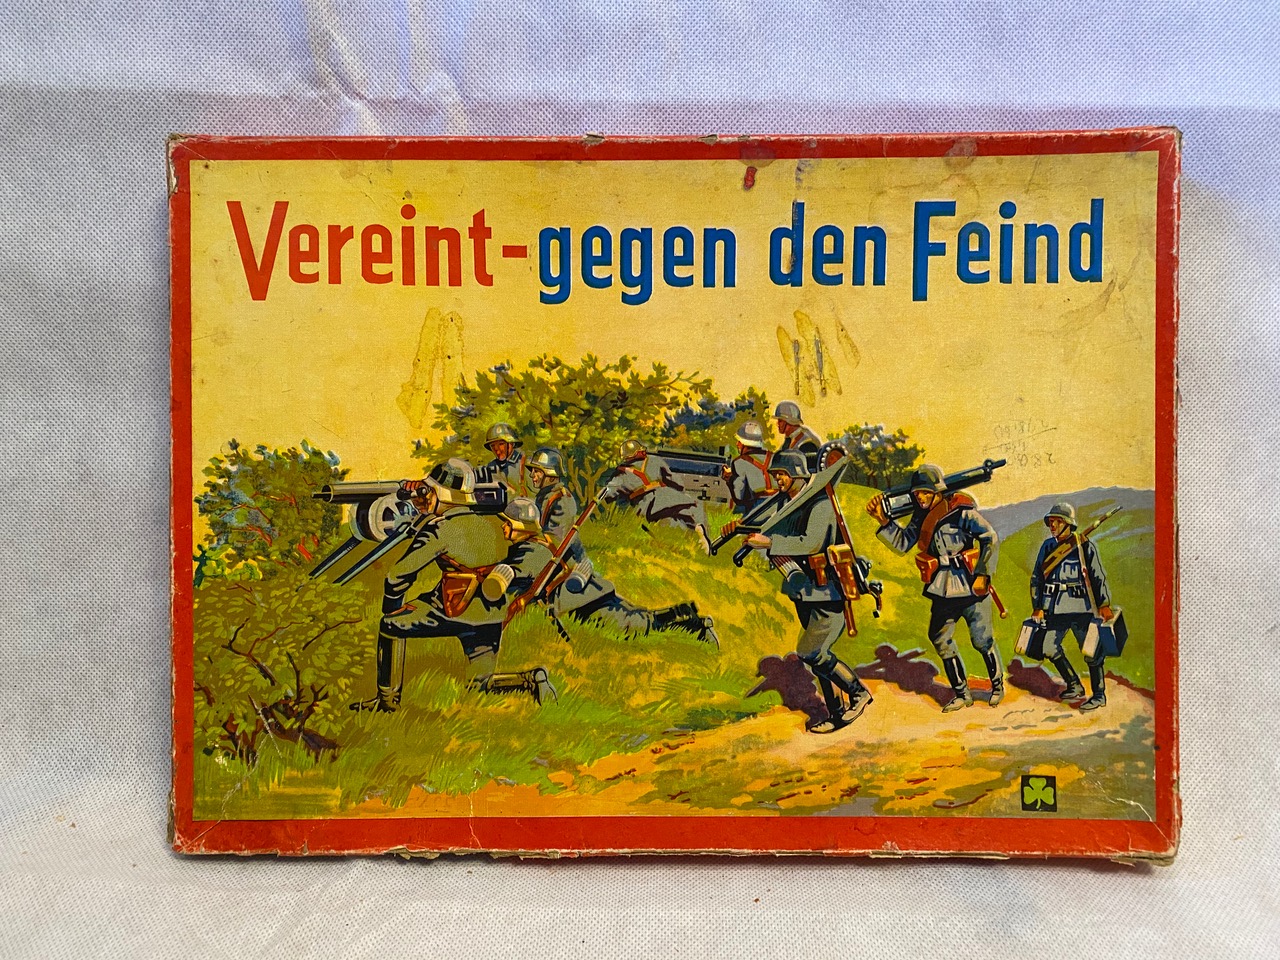 Vereint-gegen den Feind